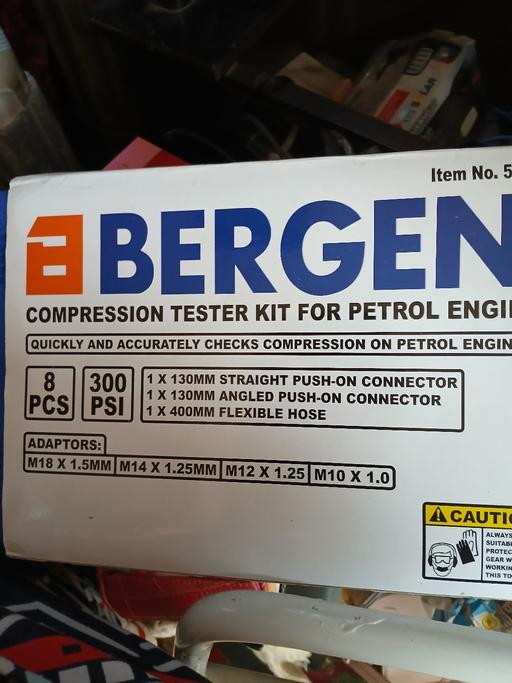 Item No. 5
BERGEN
COMPRESSION TESTER KIT FOR PETROL ENGI
QUICKLY AND ACCURATELY CHECKS COMPRESSION ON PETROL ENGIN
8 PCS
300 PSI
1 X 130MM STRAIGHT PUSH-ON CONNECTOR
1 X 130MM ANGLED PUSH-ON CONNECTOR
1 X 400MM FLEXIBLE HOSE
ADAPTORS:
M18 X 1.5MM M14 X 1.25MM M12 X 1.25 M10 X 1.0
CAUTIO
ALWAYS
SUITAB
PROTEC
GEAR W
WORKIN
THIS TO